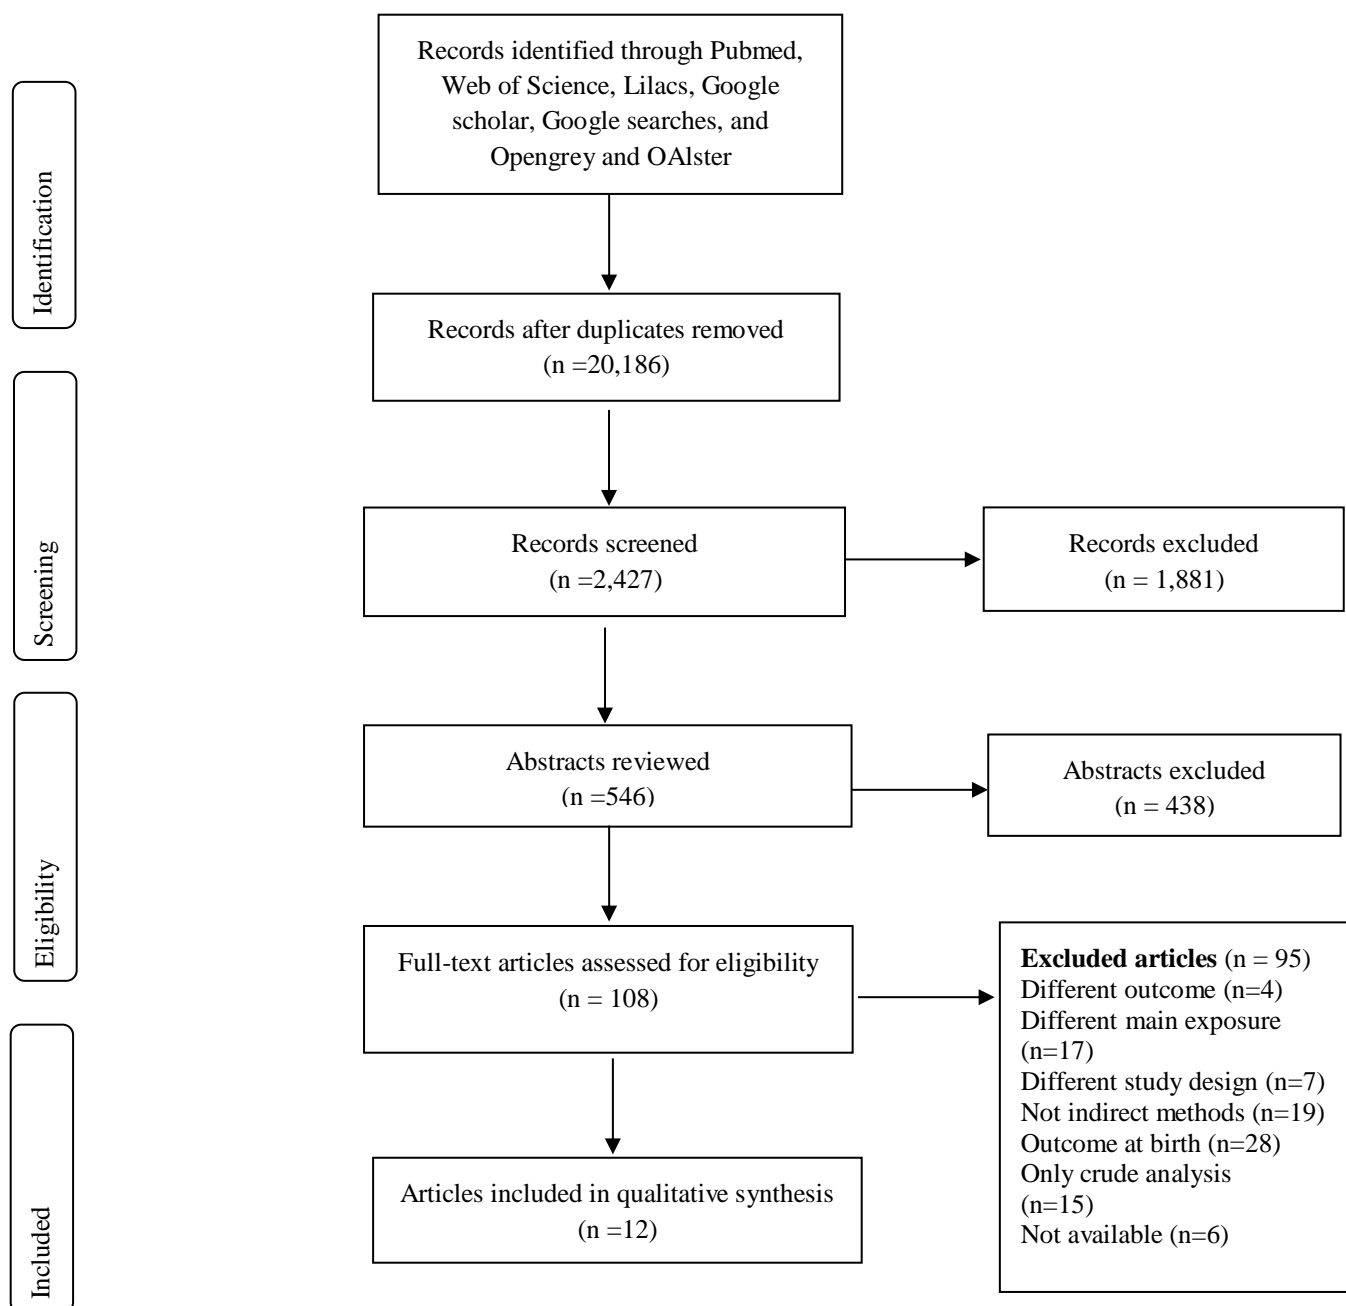 Records identified through Pubmed,
Web of Science, Lilacs, Google
scholar, Google searches, and
Opengrey and OAlster
Identification
Records after duplicates removed
(n =20,186)
Screening
Records screened
(n =2,427)
Records excluded
(n = 1,881)
Abstracts reviewed
(n =546)
Abstracts excluded
(n = 438)
Eligibility
Full-text articles assessed for eligibility
(n = 108)
Excluded articles (n = 95)
Different outcome (n=4)
Different main exposure
(n=17)
Different study design (n=7)
Not indirect methods (n=19)
Outcome at birth (n=28)
Only crude analysis
(n=15)
Not available (n=6)
Included
Articles included in qualitative synthesis
(n =12)